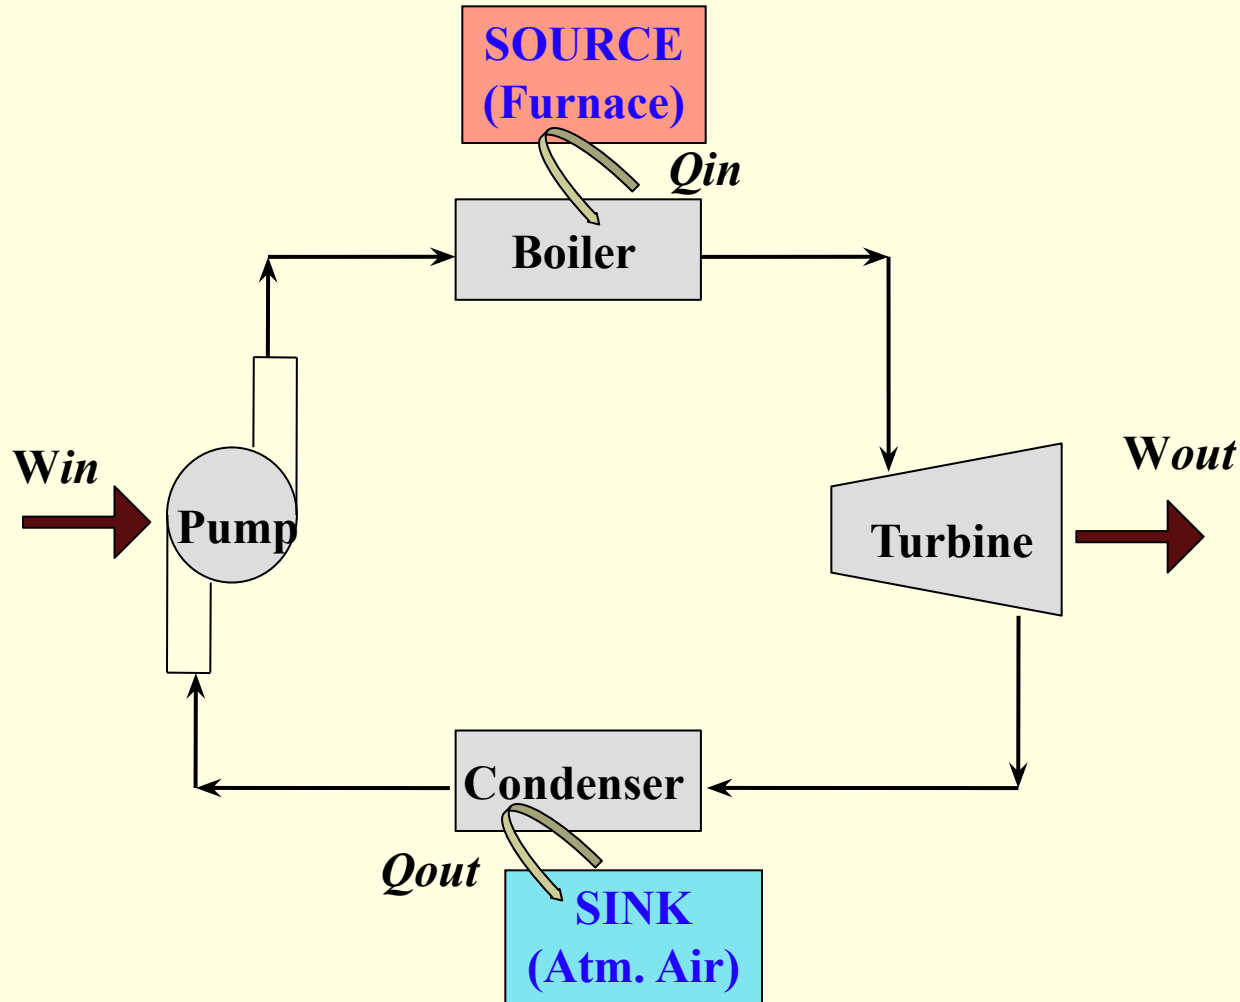 SOURCE
(Furnace)
Qin
Boiler
Win
Pump
Wout
Turbine
Condenser
Qout
SINK
(Atm. Air)